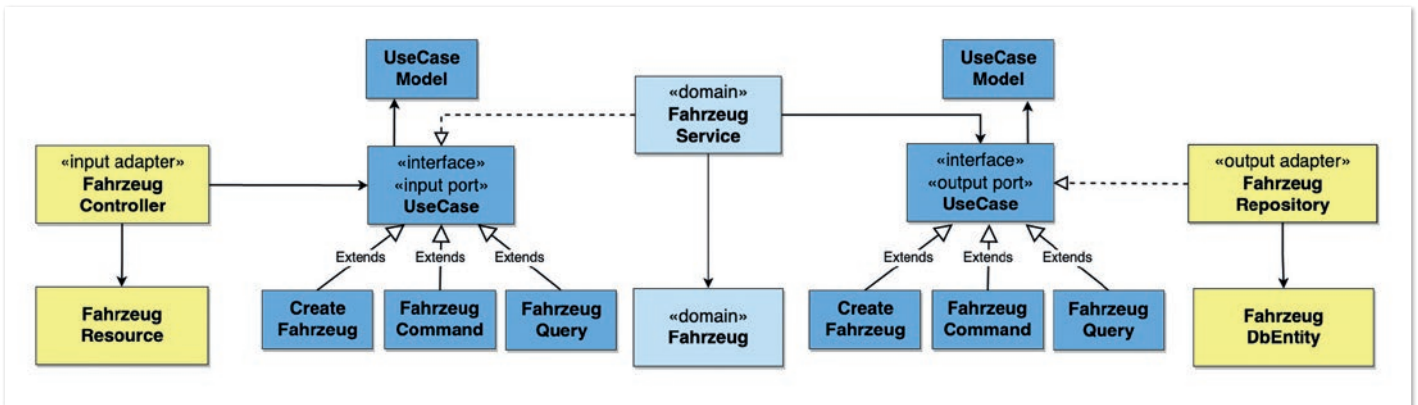 UseCase
Model
UseCase
Model
«domain»
Fahrzeug
Service
«input adapter»
Fahrzeug
Controller
«interface»
«input port»
UseCase
«interface»
«output port»
UseCase
«output adapter»
Fahrzeug
Repository
Extends
Extends
Extends
Extends
Extends
Extends
Fahrzeug
Resource
Create
Fahrzeug
Fahrzeug
Command
Fahrzeug
Query
«domain»
Fahrzeug
Create
Fahrzeug
Fahrzeug
Command
Fahrzeug
Query
Fahrzeug
DbEntity